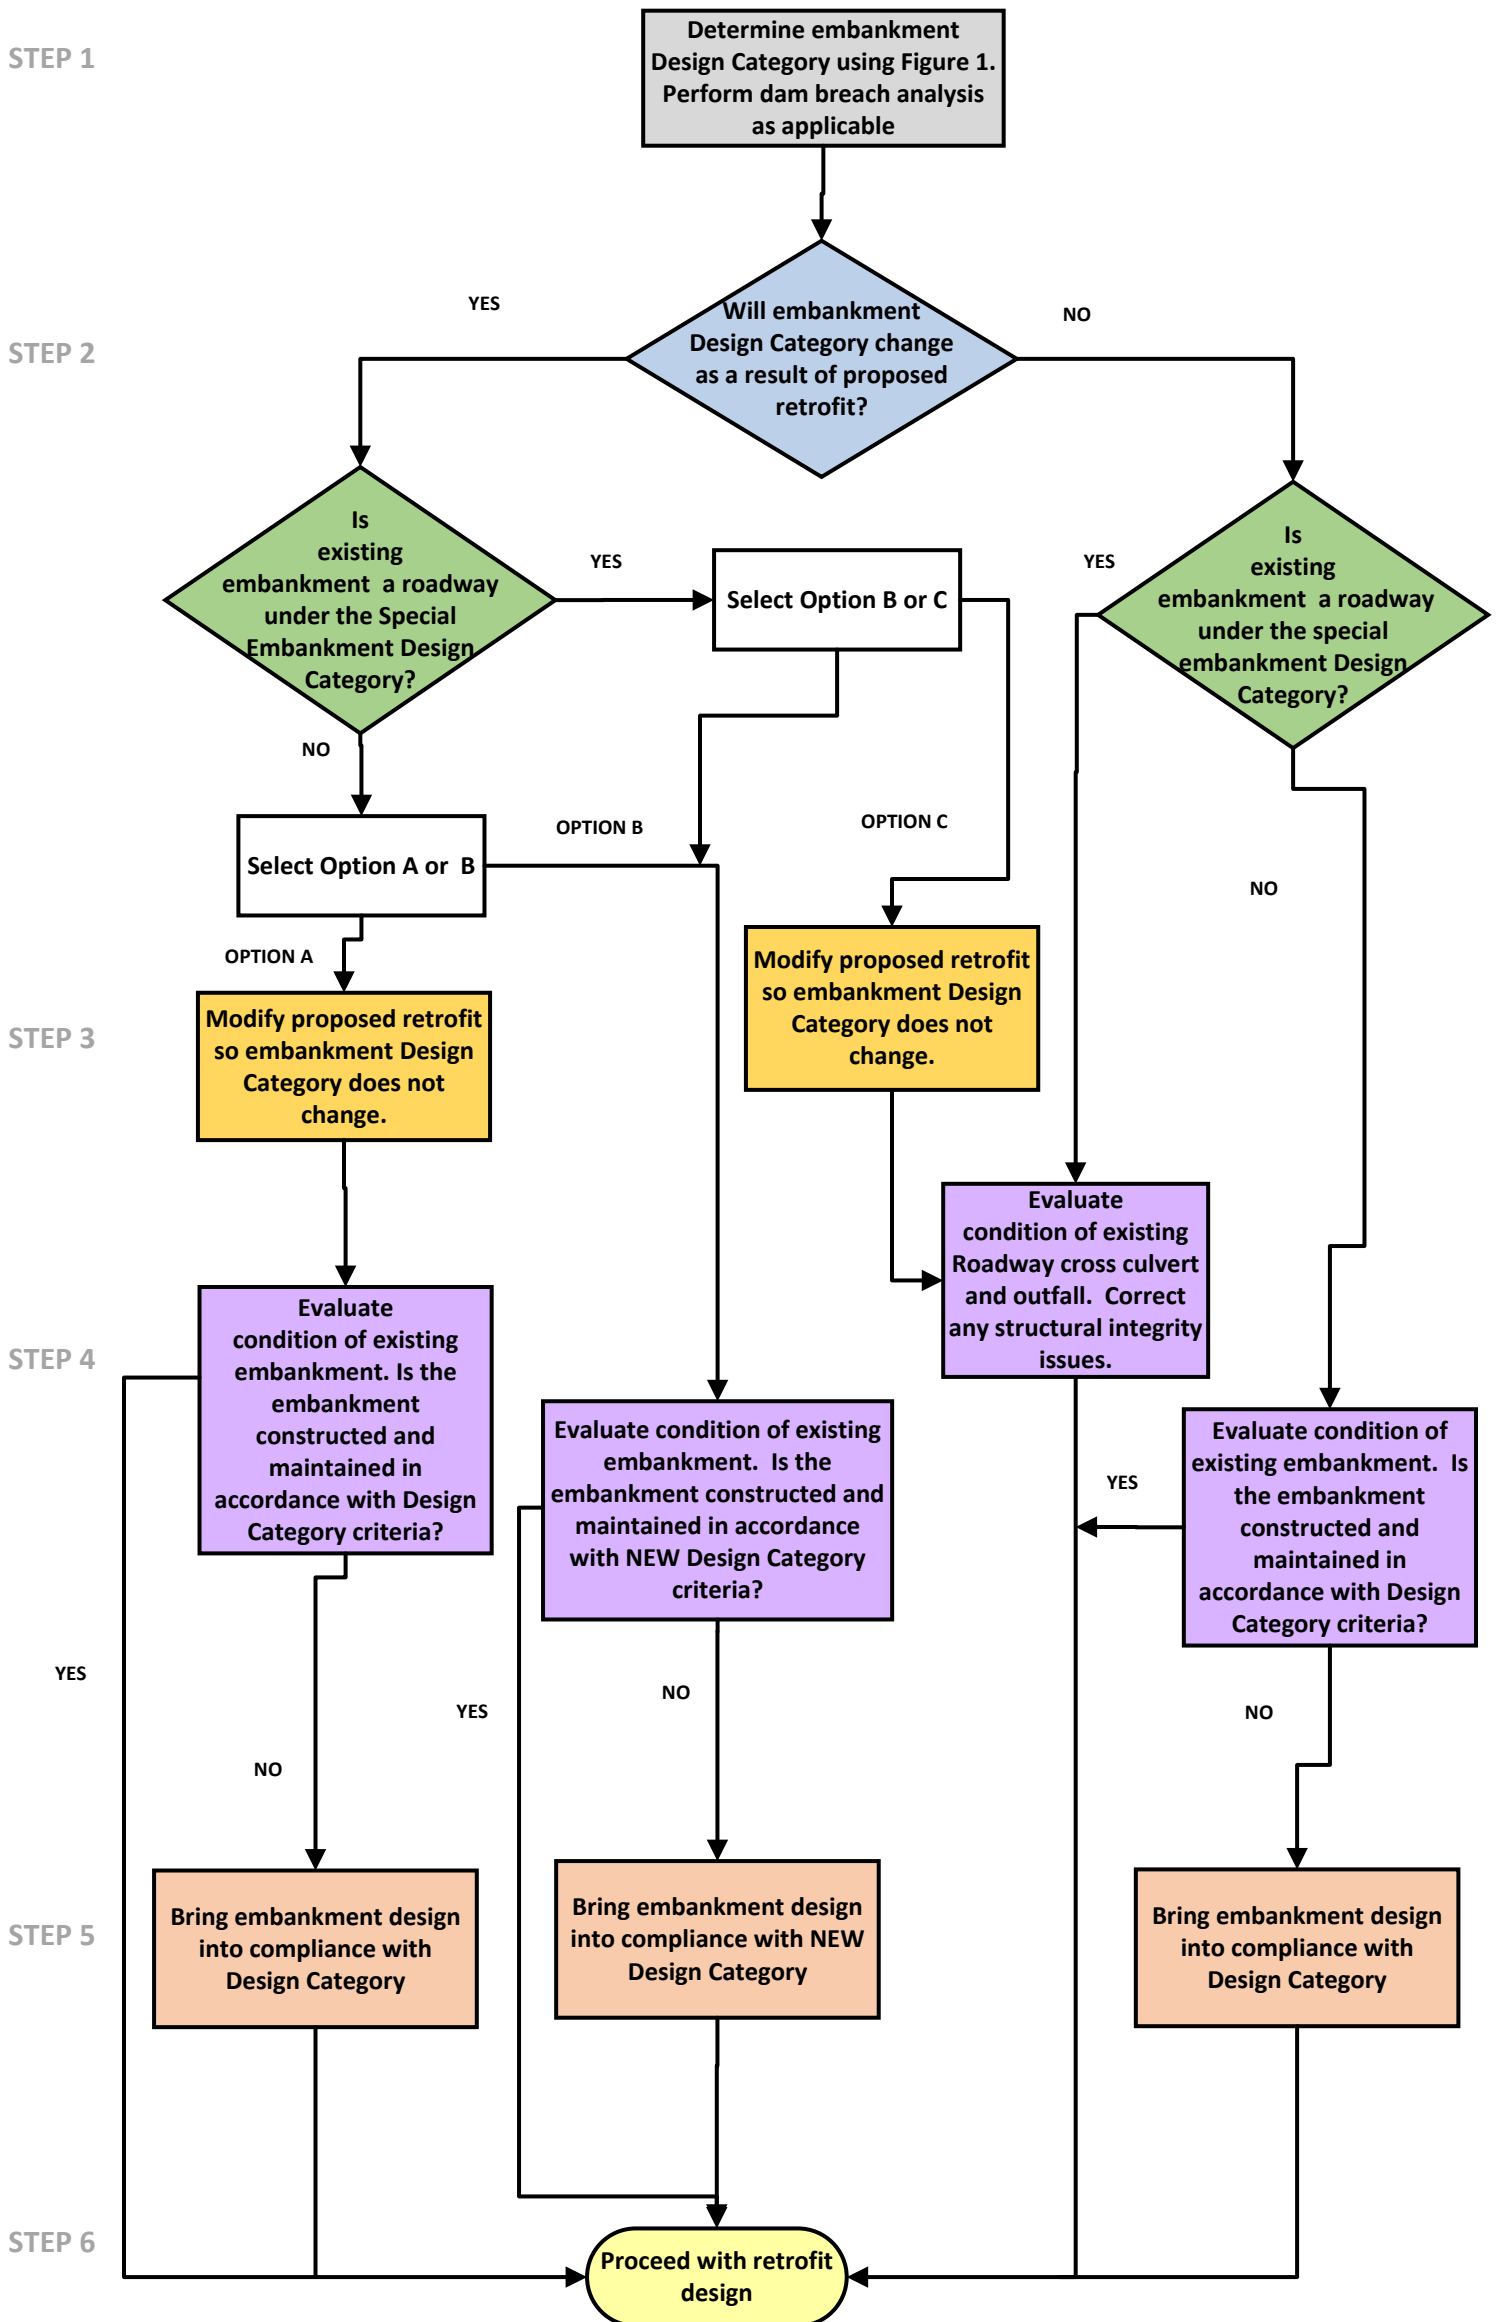 STEP 1
Determine embankment
Design Category using Figure 1.
Perform dam breach analysis
as applicable
YES
NO
STEP 2
Will embankment
Design Category change
as a result of proposed
retrofit?
Is
existing
embankment a roadway
under the Special
Embankment Design
Category?
YES
Select Option B or C
YES
Is
existing
embankment a roadway
under the special
embankment Design
Category?
NO
Select Option A or B
OPTION B
OPTION C
NO
OPTION A
STEP 3
Modify proposed retrofit
so embankment Design
Category does not
change.
Modify proposed retrofit
so embankment Design
Category does not
change.
Evaluate
condition of existing
Roadway cross culvert
and outfall. Correct
any structural integrity
issues.
STEP 4
Evaluate
condition of existing
embankment. Is the
embankment
constructed and
maintained in
accordance with Design
Category criteria?
Evaluate condition of existing
embankment. Is the
embankment constructed and
maintained in accordance
with NEW Design Category
criteria?
YES
Evaluate condition of
existing embankment. Is
the embankment
constructed and
maintained in
accordance with Design
Category criteria?
YES
NO
YES
NO
NO
STEP 5
Bring embankment design
into compliance with
Design Category
Bring embankment design
into compliance with NEW
Design Category
Bring embankment design
into compliance with
Design Category
STEP 6
Proceed with retrofit
design